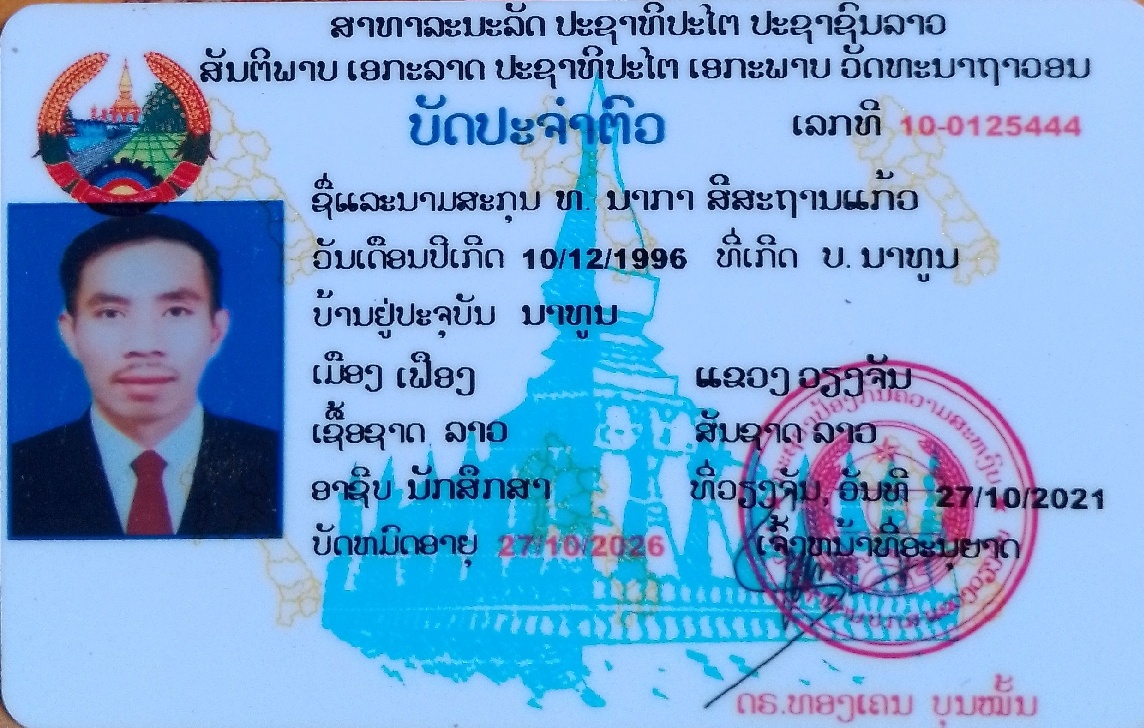 ສາທາລະນະລັດ ປະຊາທິປະໄຕ ປະຊາຊົນລາວ
ສັນຕິພາບ ເອກະລາດ ປະຊາທິປະໄຕ ເອກະພາບ ວັດທະນາຖາວອນ
ບັດປະຈຳຕົວ
ເລກທີ 10-0125444
ຊື່ແລະນາມສະກຸນ ທ. ນາກາ ສີສະຖານແກ້ວ
ວັນເດືອນປີເກີດ 10/12/1996 ທີ່ເກີດ ບ. ນາທູນ
ບ້ານຢູ່ປະຈຸບັນ ນາທູນ
ເມືອງ ເຟືອງ ແຂວງ ວຽງຈັນ
ເຊື້ອຊາດ ລາວ ສັນຊາດ ລາວ
ອາຊີບ ນັກສຶກສາ ທີ່ວຽງຈັນ, ວັນທີ 27/10/2021
ບັດຫມົດອາຍຸ 27/10/2026 ເຈົ້າຫນ້າທີ່ອະນຸຍາດ
ດຣ.ທອງເຄນ ບຸນໝັ້ນ